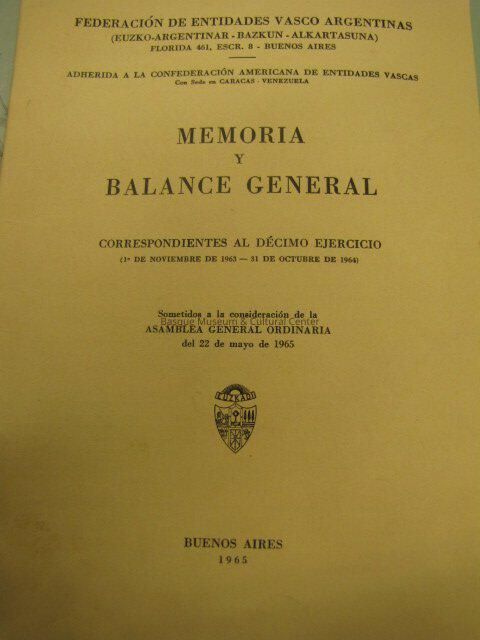 FEDERACIÓN DE ENTIDADES VASCO ARGENTINAS
(EUZKO-ARGENTINAR - BAZKUN - ALKARTASUNA)
FLORIDA 461, ESCR. 8 - BUENOS AIRES
ADHERIDA A LA CONFEDERACIÓN AMERICANA DE ENTIDADES VASCAS
Con Sede en CARACAS - VENEZUELA
MEMORIA
Y
BALANCE GENERAL
CORRESPONDIENTES AL DÉCIMO EJERCICIO
(1º DE NOVIEMBRE DE 1963 — 31 DE OCTUBRE DE 1964)
Sometidos a la consideración de la
Basque Museum & Cultural Center
ASAMBLEA GENERAL ORDINARIA
del 22 de mayo de 1965
EUZKADI
BUENOS AIRES
1965